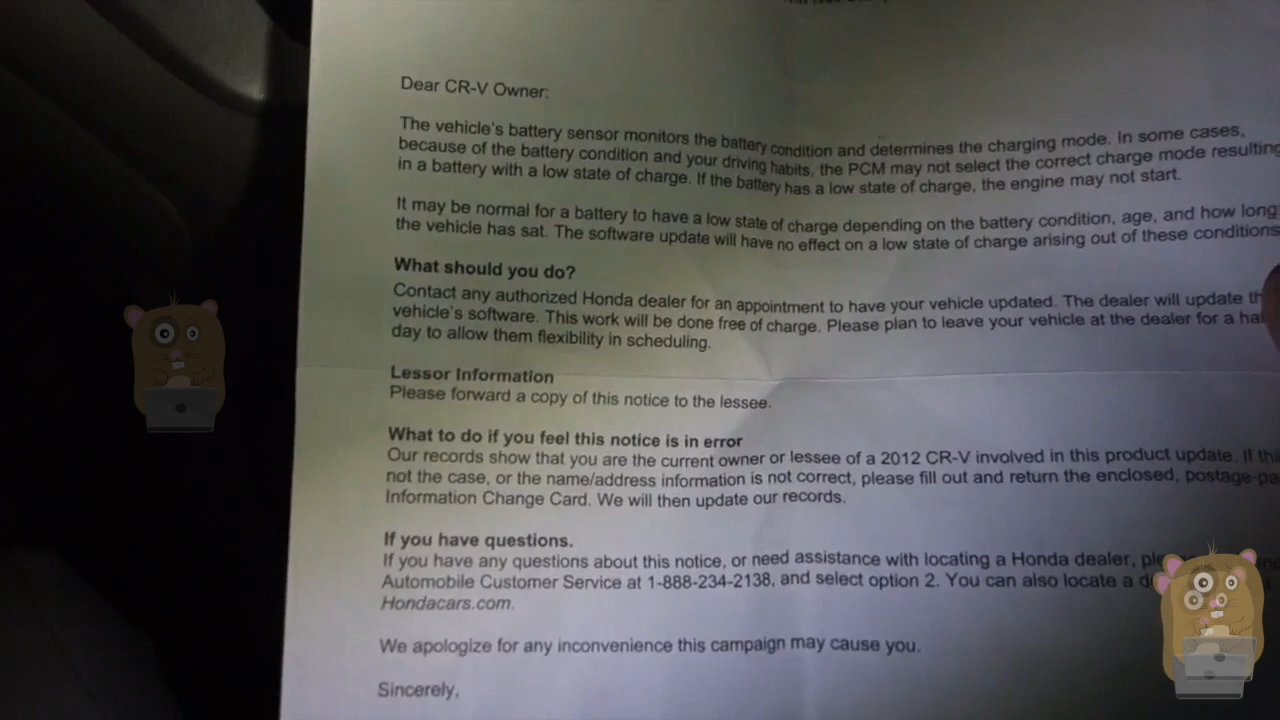 Dear CR-V Owner:
The vehicle's battery sensor monitors the battery condition and determines the charging mode. In some cases,
because of the battery condition and your driving habits, the PCM may not select the correct charge mode resulting
in a battery with a low state of charge. If the battery has a low state of charge, the engine may not start.
It may be normal for a battery to have a low state of charge depending on the battery condition, age, and how long
the vehicle has sat. The software update will have no effect on a low state of charge arising out of these conditions
What should you do?
Contact any authorized Honda dealer for an appointment to have your vehicle updated. The dealer will update
vehicle's software. This work will be done free of charge. Please plan to leave your vehicle at the dealer for a
day to allow them flexibility in scheduling.
Lessor Information
Please forward a copy of this notice to the lessee.
What to do if you feel this notice is in error
Our records show that you are the current owner or lessee of a 2012 CR-V involved in this product update. If
not the case, or the name/address information is not correct, please fill out and return the enclosed,
Information Change Card. We will then update our records.
If you have questions.
If you have any questions about this notice, or need assistance with locating a Honda dealer,
Automobile Customer Service at 1-888-234-2138, and select option 2. You can also locate a
Hondacars.com.
We apologize for any inconvenience this campaign may cause you.
Sincerely,